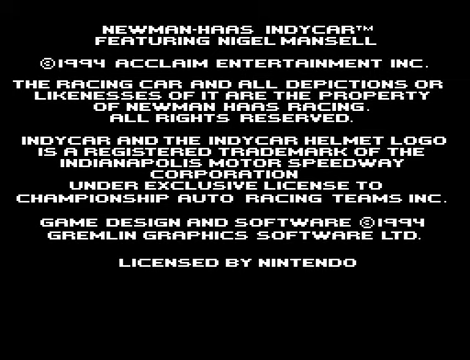 NEWMAN-HAAS INDYCAR™
FEATURING NIGEL MANSELL
©1994 ACCLAIM ENTERTAINMENT INC.
THE RACING CAR AND ALL DEPICTIONS OR
LIKENESSES OF IT ARE THE PROPERTY
OF NEWMAN HAAS RACING.
ALL RIGHTS RESERVED.
INDYCAR AND THE INDYCAR HELMET LOGO
IS A REGISTERED TRADEMARK OF THE
INDIANAPOLIS MOTOR SPEEDWAY
CORPORATION
UNDER EXCLUSIVE LICENSE TO
CHAMPIONSHIP AUTO RACING TEAMS INC.
GAME DESIGN AND SOFTWARE ©1994
GREMLIN GRAPHICS SOFTWARE LTD.
LICENSED BY NINTENDO